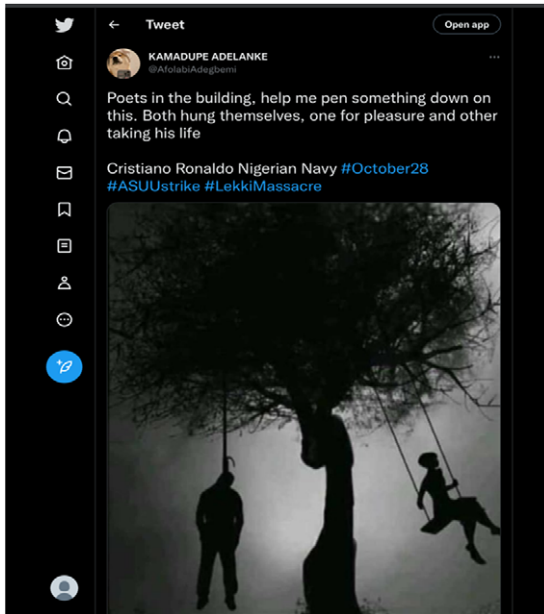 Tweet
Open app
KAMADUPE ADELANKE
@AfolabiAdegbemi
Poets in the building, help me pen something down on
this. Both hung themselves, one for pleasure and other
taking his life
Cristiano Ronaldo Nigerian Navy #October28
#ASUUstrike #LekkiMassacre